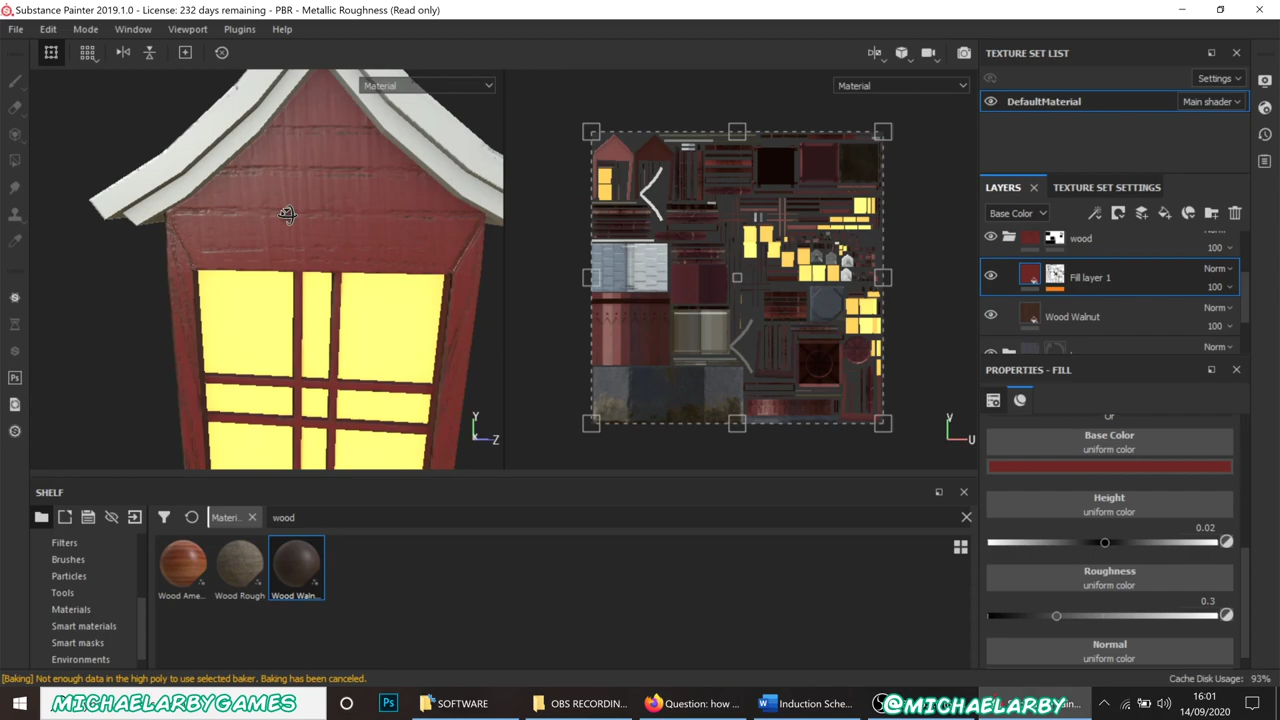 Substance Painter 2019.1.0 - License: 232 days remaining - PBR - Metallic Roughness (Read only)
File Edit Mode Window Viewport Plugins Help
Material
Material
TEXTURE SET LIST
Settings
DefaultMaterial
Main shader
LAYERS
TEXTURE SET SETTINGS
Base Color
wood
100
Fill layer 1
Norm
100
Wood Walnut
Norm
100
Norm
PROPERTIES - FILL
Base Color
uniform color
Height
uniform color
0.02
Roughness
uniform color
0.3
Normal
uniform color
Y
Z
V
U
SHELF
Materi...
wood
Filters
Brushes
Particles
Tools
Materials
Smart materials
Smart masks
Environments
Wood Ame...
Wood Rough
Wood Waln...
[Baking] Not enough data in the high poly to use selected baker. Baking has been canceled.
Cache Disk Usage: 93%
MICHAELARBYGAMES
Ps
SOFTWARE
OBS RECORDIN...
Question: how ...
Induction Sche...
@MICHAELARBY
16:01
14/09/2020